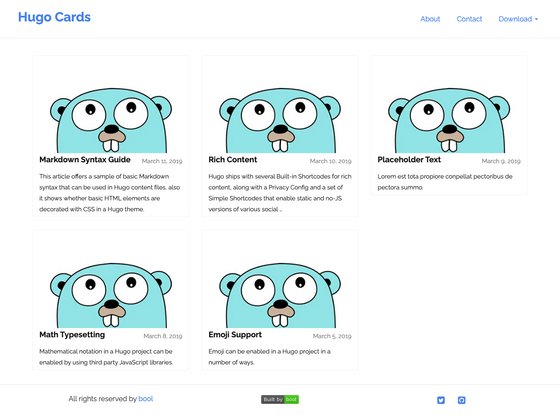 Hugo Cards
About Contact Download
Markdown Syntax Guide March 11, 2019
This article offers a sample of basic Markdown
syntax that can be used in Hugo content files, also
it shows whether basic HTML elements are
decorated with CSS in a Hugo theme.
Rich Content March 10, 2019
Hugo ships with several Built-in Shortcodes for rich
content, along with a Privacy Config and a set of
Simple Shortcodes that enable static and no-JS
versions of various social …
Placeholder Text March 9, 2019
Lorem est tota propiore conpellat pectoribus de
pectora summo.
Math Typesetting March 8, 2019
Mathematical notation in a Hugo project can be
enabled by using third party JavaScript libraries.
Emoji Support March 5, 2019
Emoji can be enabled in a Hugo project in a
number of ways.
All rights reserved by bool
Built by bool